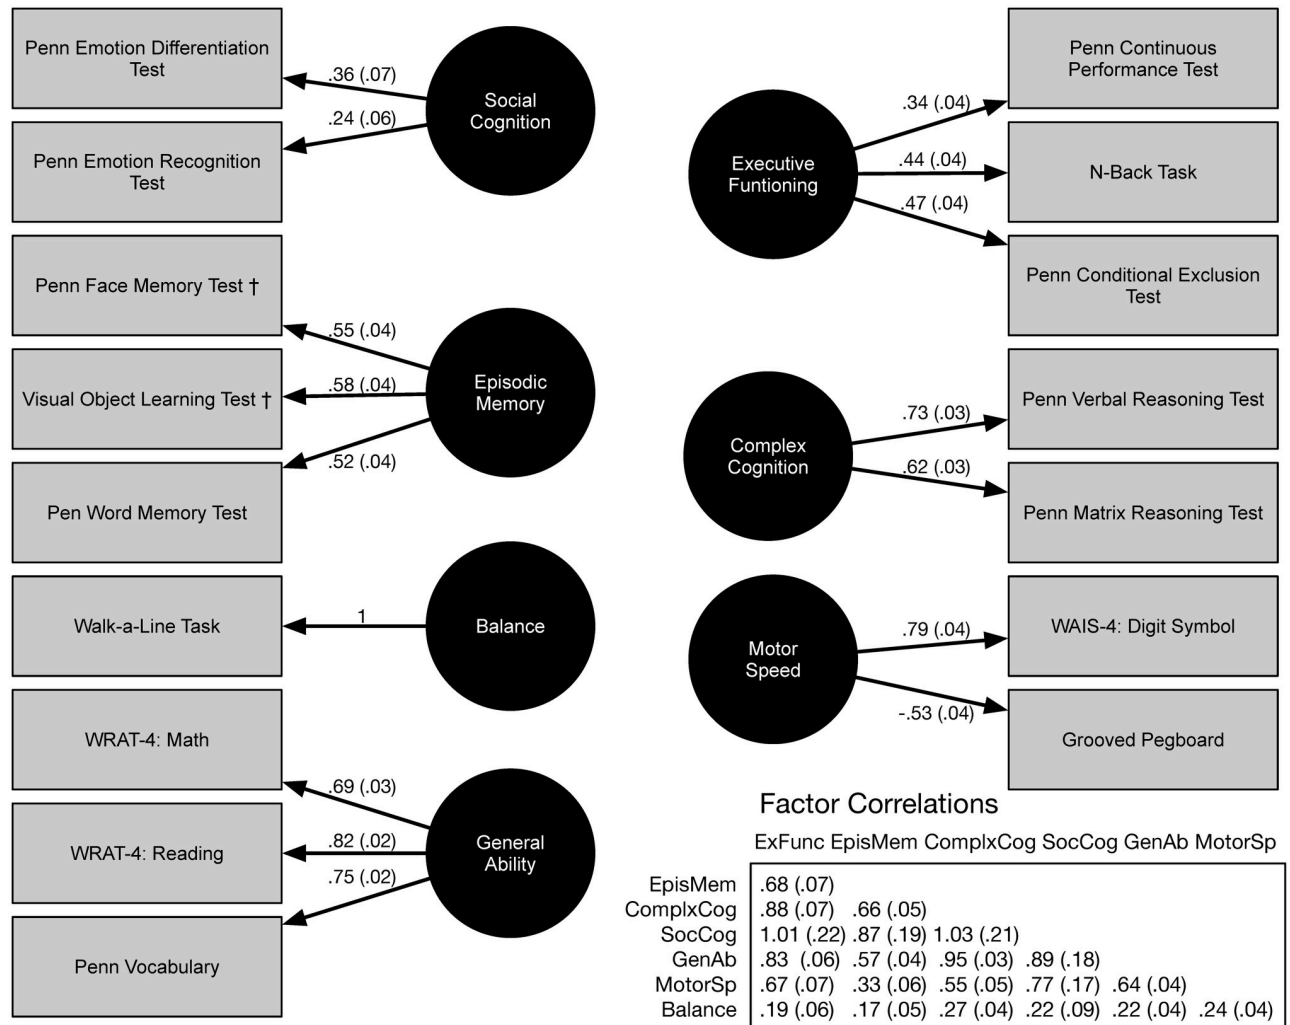 Penn Emotion Differentiation
Test
.36 (.07)
Social
Cognition
.24 (.06)
Penn Emotion Recognition
Test
Penn Face Memory Test †
.55 (.04)
Visual Object Learning Test †
.58 (.04)
Episodic
Memory
.52 (.04)
Pen Word Memory Test
Walk-a-Line Task
1
Balance
WRAT-4: Math
.69 (.03)
WRAT-4: Reading
.82 (.02)
General
Ability
.75 (.02)
Penn Vocabulary
Penn Continuous
Performance Test
.34 (.04)
Executive
Funtioning
.44 (.04)
N-Back Task
.47 (.04)
Penn Conditional Exclusion
Test
Penn Verbal Reasoning Test
.73 (.03)
Complex
Cognition
.62 (.03)
Penn Matrix Reasoning Test
WAIS-4: Digit Symbol
.79 (.04)
Motor
Speed
-.53 (.04)
Grooved Pegboard
Factor Correlations
ExFunc EpisMem ComplxCog SocCog GenAb MotorSp
EpisMem .68 (.07)
ComplxCog .88 (.07) .66 (.05)
SocCog 1.01 (.22) .87 (.19) 1.03 (.21)
GenAb .83 (.06) .57 (.04) .95 (.03) .89 (.18)
MotorSp .67 (.07) .33 (.06) .55 (.05) .77 (.17) .64 (.04)
Balance .19 (.06) .17 (.05) .27 (.04) .22 (.09) .22 (.04) .24 (.04)